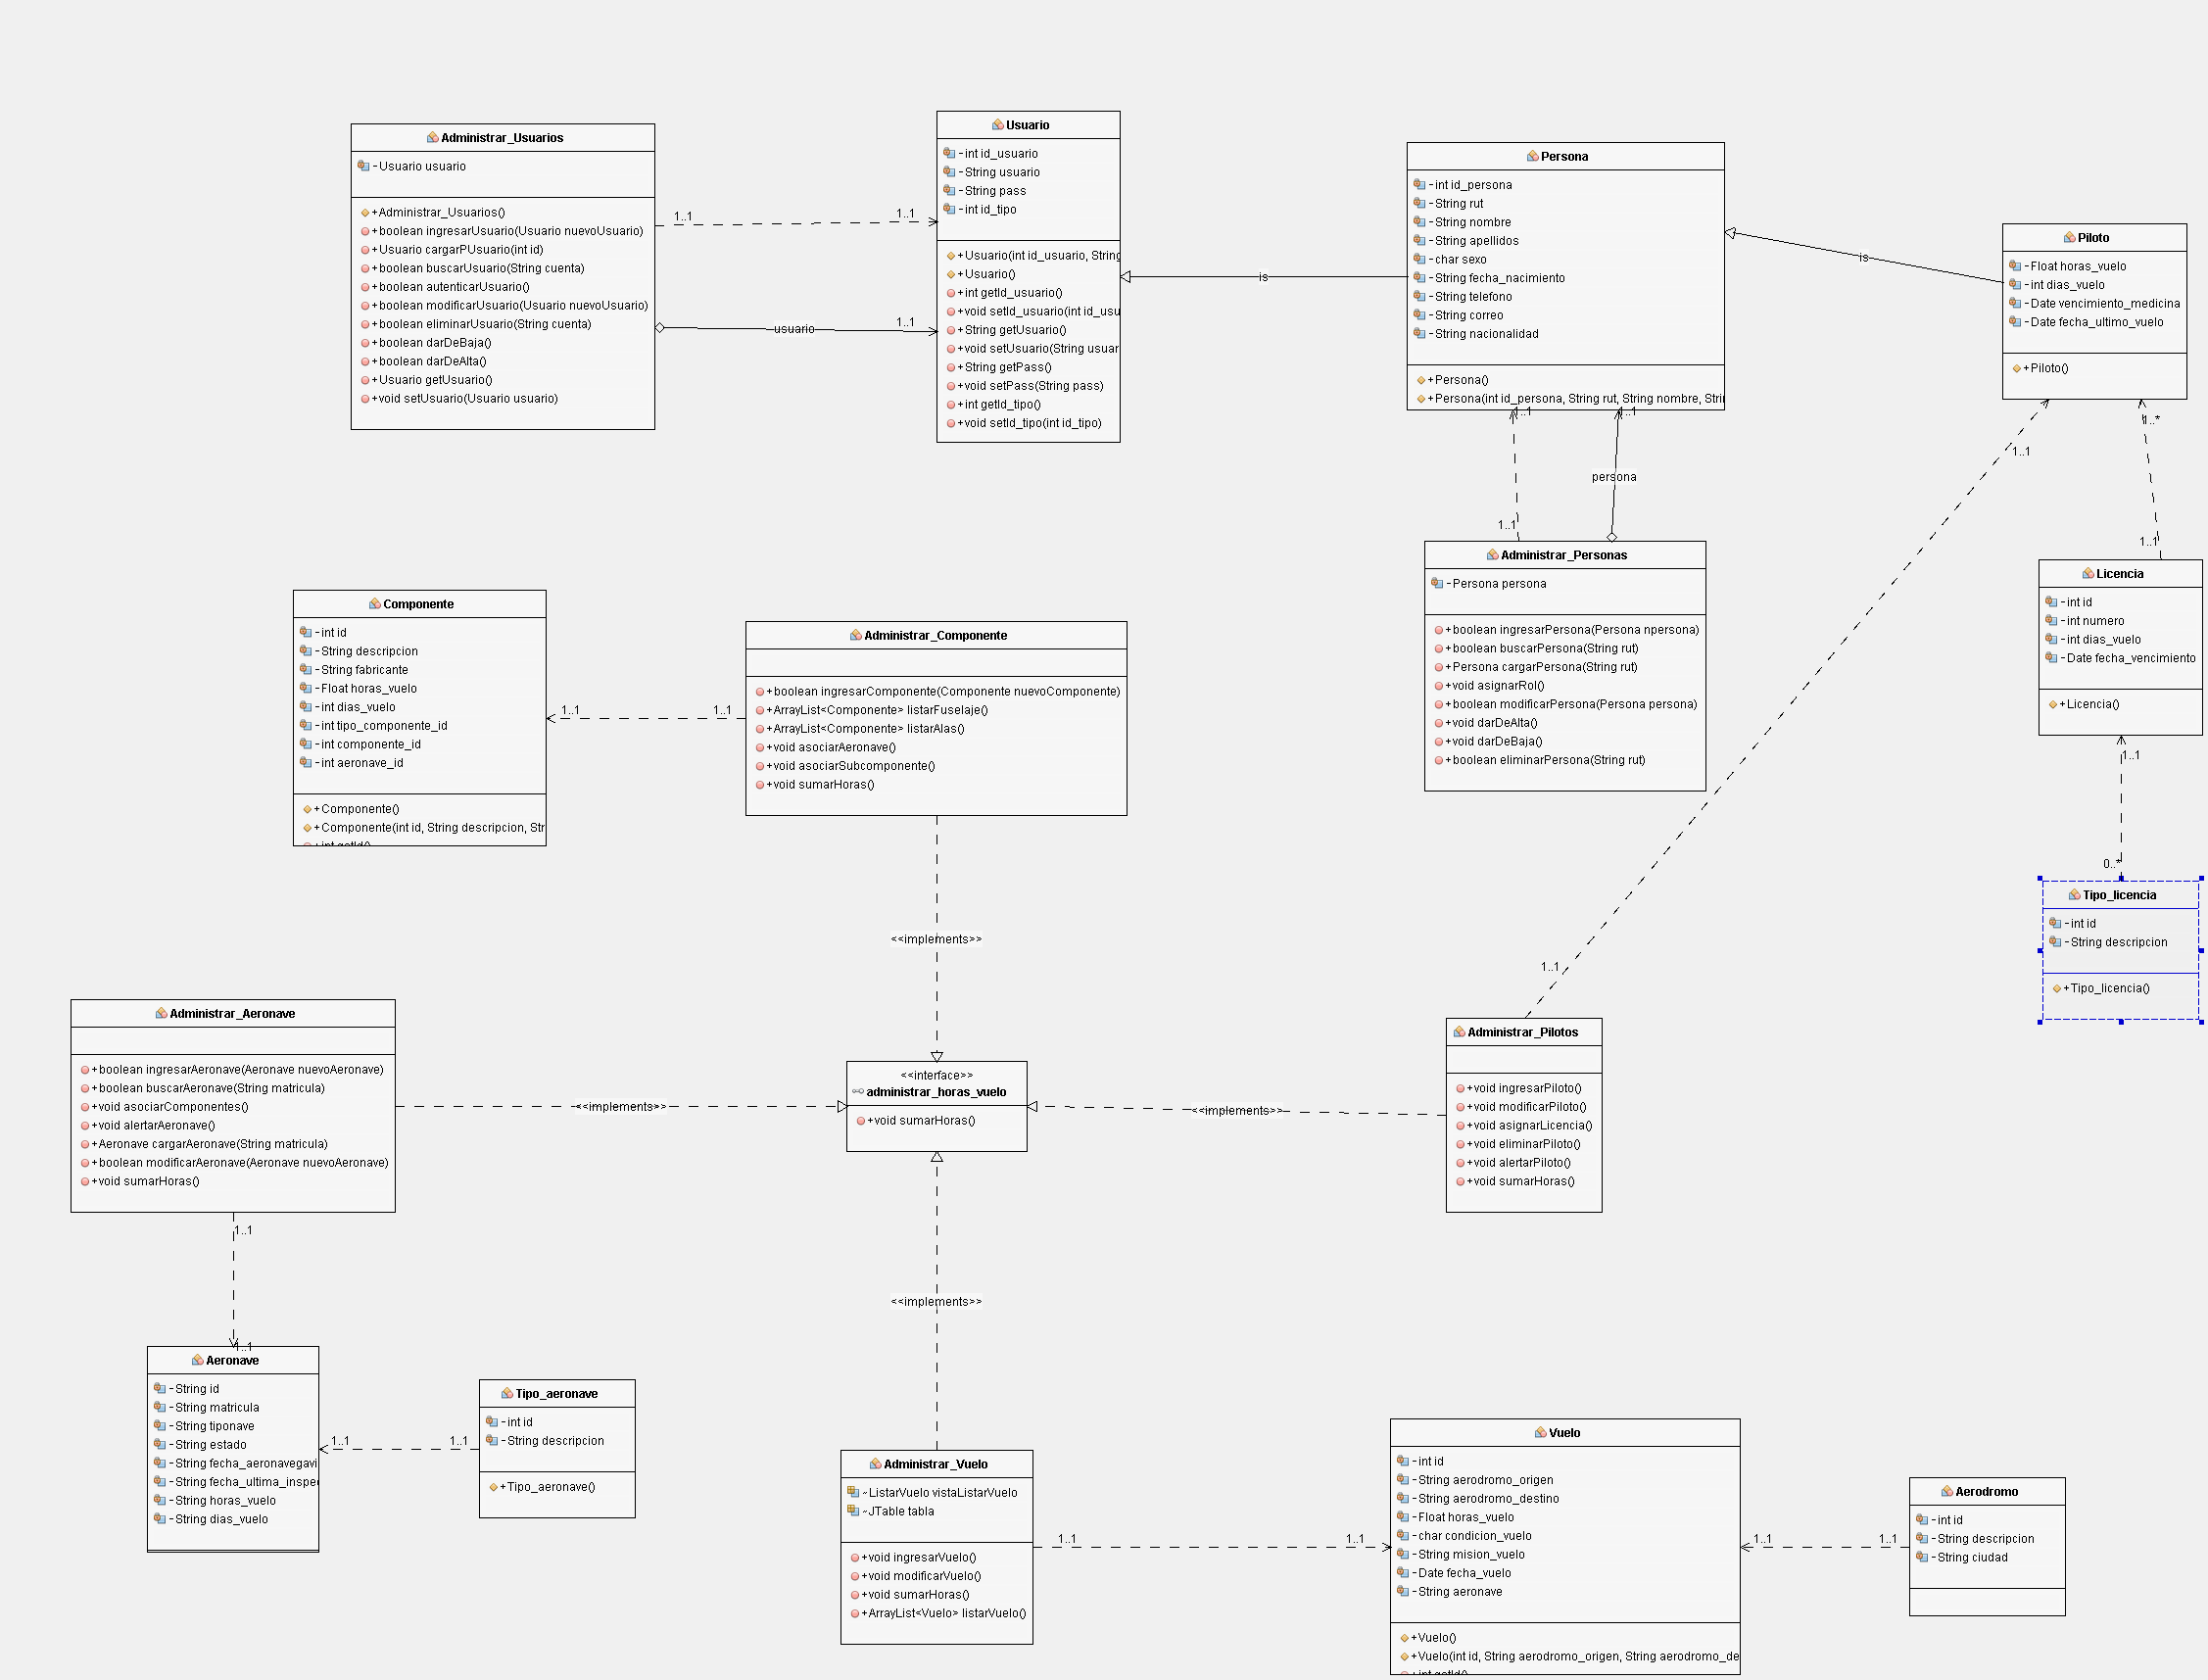 Administrar_Usuarios
-Usuario usuario
+Administrar_Usuarios()
+boolean ingresarUsuario(Usuario nuevoUsuario)
+Usuario cargarPUsuario(int id)
+boolean buscarUsuario(String cuenta)
+boolean autenticarUsuario()
+boolean modificarUsuario(Usuario nuevoUsuario)
+boolean eliminarUsuario(String cuenta)
+boolean darDeBaja()
+boolean darDeAlta()
+Usuario getUsuario()
+void setUsuario(Usuario usuario)
1..1
1..1
usuario
1..1
Usuario
-int id_usuario
-String usuario
-String pass
-int id_tipo
+Usuario(int id_usuario, String
+Usuario()
+int getId_usuario()
+void setId_usuario(int id_usu
+String getUsuario()
+void setUsuario(String usuar
+String getPass()
+void setPass(String pass)
+int getId_tipo()
+void setId_tipo(int id_tipo)
is
Persona
-int id_persona
-String rut
-String nombre
-String apellidos
-char sexo
-String fecha_nacimiento
-String telefono
-String correo
-String nacionalidad
+Persona()
+Persona(int id_persona, String rut, String nombre, Stri
is
Piloto
-Float horas_vuelo
-int dias_vuelo
-Date vencimiento_medicina
-Date fecha_ultimo_vuelo
+Piloto()
1..1
1..1
persona
1..1
1..1
1..*
1..1
Administrar_Personas
-Persona persona
+boolean ingresarPersona(Persona npersona)
+boolean buscarPersona(String rut)
+Persona cargarPersona(String rut)
+void asignarRol()
+boolean modificarPersona(Persona persona)
+void darDeAlta()
+void darDeBaja()
+boolean eliminarPersona(String rut)
Licencia
-int id
-int numero
-int dias_vuelo
-Date fecha_vencimiento
+Licencia()
1..1
0..*
Tipo_licencia
-int id
-String descripcion
+Tipo_licencia()
Componente
-int id
-String descripcion
-String fabricante
-Float horas_vuelo
-int dias_vuelo
-int tipo_componente_id
-int componente_id
-int aeronave_id
+Componente()
+Componente(int id, String descripcion, Str
+int getId()
1..1
1..1
Administrar_Componente
+boolean ingresarComponente(Componente nuevoComponente)
+ArrayList<Componente> listarFuselaje()
+ArrayList<Componente> listarAlas()
+void asociarAeronave()
+void asociarSubcomponente()
+void sumarHoras()
<<implements>>
1..1
Administrar_Aeronave
+boolean ingresarAeronave(Aeronave nuevoAeronave)
+boolean buscarAeronave(String matricula)
+void asociarComponentes()
+void alertarAeronave()
+Aeronave cargarAeronave(String matricula)
+boolean modificarAeronave(Aeronave nuevoAeronave)
+void sumarHoras()
<<implements>>
<<interface>>
administrar_horas_vuelo
+void sumarHoras()
<<implements>>
Administrar_Pilotos
+void ingresarPiloto()
+void modificarPiloto()
+void asignarLicencia()
+void eliminarPiloto()
+void alertarPiloto()
+void sumarHoras()
1..1
1..1
<<implements>>
Aeronave
-String id
-String matricula
-String tiponave
-String estado
-String fecha_aeronavegavi
-String fecha_ultima_inspe
-String horas_vuelo
-String dias_vuelo
1..1
1..1
Tipo_aeronave
-int id
-String descripcion
+Tipo_aeronave()
Administrar_Vuelo
~ListarVuelo vistaListarVuelo
~JTable tabla
+void ingresarVuelo()
+void modificarVuelo()
+void sumarHoras()
+ArrayList<Vuelo> listarVuelo()
1..1
1..1
Vuelo
-int id
-String aerodromo_origen
-String aerodromo_destino
-Float horas_vuelo
-char condicion_vuelo
-String mision_vuelo
-Date fecha_vuelo
-String aeronave
+Vuelo()
+Vuelo(int id, String aerodromo_origen, String aerodromo_de
+int getId()
1..1
1..1
Aerodromo
-int id
-String descripcion
-String ciudad